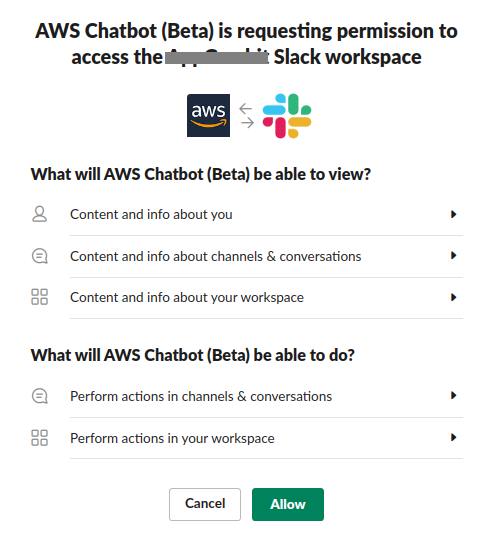 AWS Chatbot (Beta) is requesting permission to
access the Slack workspace
aws
What will AWS Chatbot (Beta) be able to view?
Content and info about you
Content and info about channels & conversations
Content and info about your workspace
What will AWS Chatbot (Beta) be able to do?
Perform actions in channels & conversations
Perform actions in your workspace
Cancel
Allow